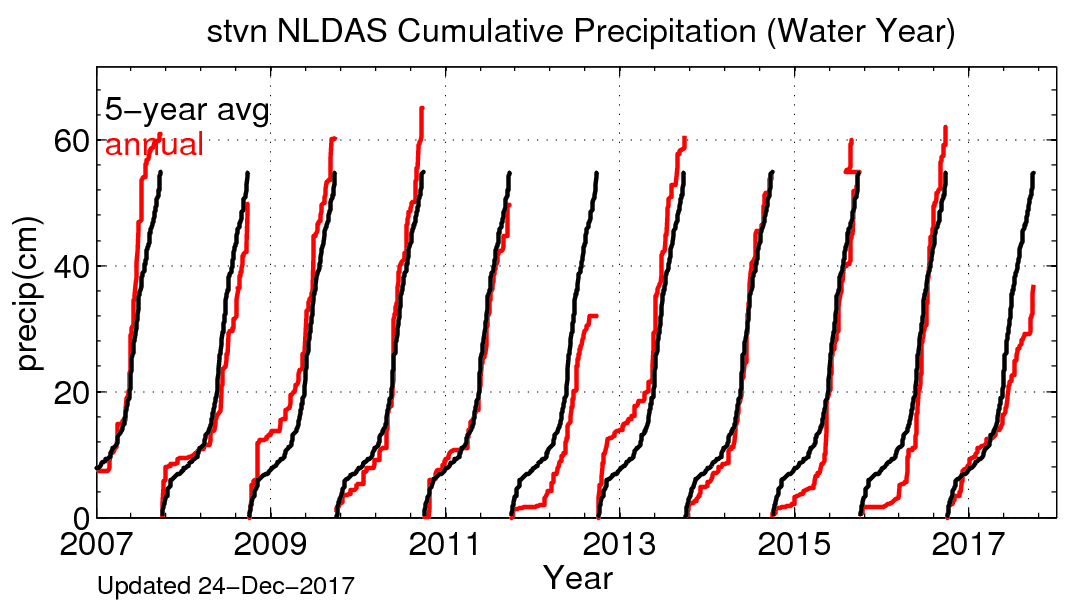 stvn NLDAS Cumulative Precipitation (Water Year)
5-year avg
annual
60
40
20
0
precip(cm)
2007 2009 2011 2013 2015 2017
Year
Updated 24-Dec-2017